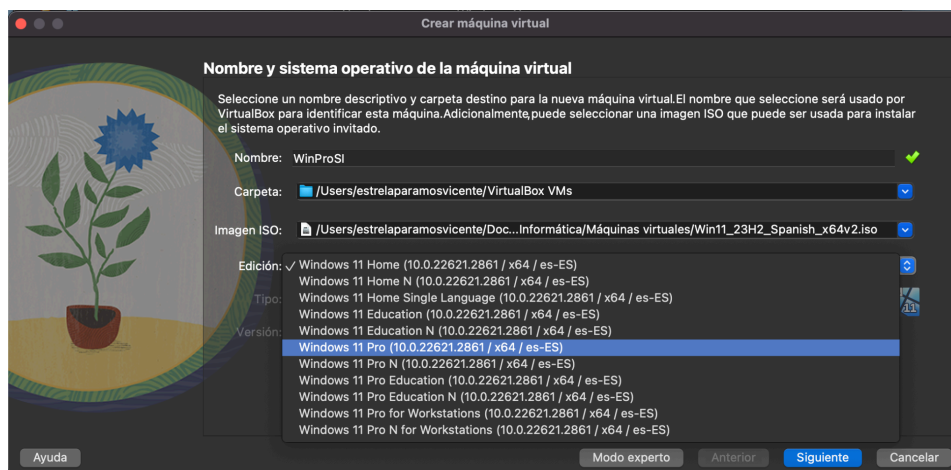 Crear máquina virtual
Nombre y sistema operativo de la máquina virtual
Seleccione un nombre descriptivo y carpeta destino para la nueva máquina virtual.El nombre que seleccione será usado por
VirtualBox para identificar esta máquina.Adicionalmente,puede seleccionar una imagen ISO que puede ser usada para instalar
el sistema operativo invitado.
Nombre: WinProSI
Carpeta: /Users/estrelaparamosvicente/VirtualBox VMs
Imagen ISO: /Users/estrelaparamosvicente/Doc...Informática/Máquinas virtuales/Win11_23H2_Spanish_x64v2.iso
Edición: ✓ Windows 11 Home (10.0.22621.2861 / x64 / es-ES)
Windows 11 Home N (10.0.22621.2861 / x64 / es-ES)
Tipo: Windows 11 Home Single Language (10.0.22621.2861 / x64 / es-ES)
Windows 11 Education (10.0.22621.2861 / x64 / es-ES)
Versión: Windows 11 Education N (10.0.22621.2861 / x64 / es-ES)
Windows 11 Pro (10.0.22621.2861 / x64 / es-ES)
Windows 11 Pro N (10.0.22621.2861 / x64 / es-ES)
Windows 11 Pro Education (10.0.22621.2861 / x64 / es-ES)
Windows 11 Pro Education N (10.0.22621.2861 / x64 / es-ES)
Windows 11 Pro for Workstations (10.0.22621.2861 / x64 / es-ES)
Windows 11 Pro N for Workstations (10.0.22621.2861 / x64 / es-ES)
Ayuda Modo experto Anterior Siguiente Cancelar